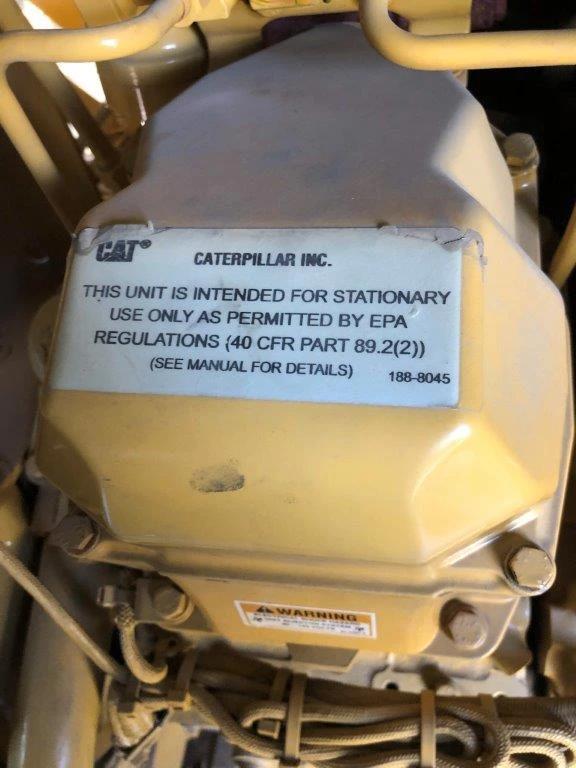 CAT®
CATERPILLAR INC.
THIS UNIT IS INTENDED FOR STATIONARY
USE ONLY AS PERMITTED BY EPA
REGULATIONS (40 CFR PART 89.2(2))
(SEE MANUAL FOR DETAILS)
188-8045
WARNING